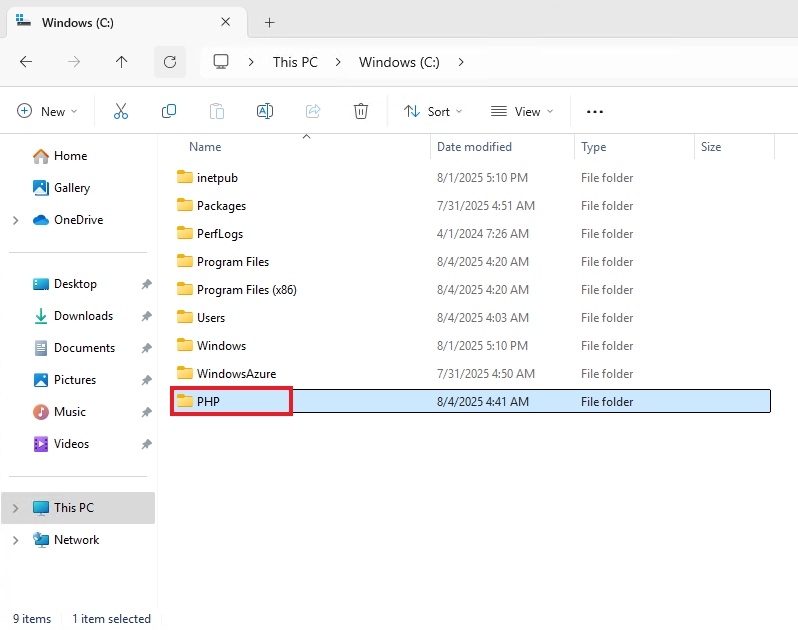 Windows (C:)
This PC Windows (C:)
New Sort View
Name Date modified Type Size
Home
Gallery
OneDrive
Desktop
Downloads
Documents
Pictures
Music
Videos
This PC
Network
inetpub 8/1/2025 5:10 PM File folder
Packages 7/31/2025 4:51 AM File folder
PerfLogs 4/1/2024 7:26 AM File folder
Program Files 8/4/2025 4:20 AM File folder
Program Files (x86) 8/4/2025 4:20 AM File folder
Users 8/4/2025 4:03 AM File folder
Windows 8/1/2025 5:10 PM File folder
WindowsAzure 7/31/2025 4:50 AM File folder
PHP 8/4/2025 4:41 AM File folder
9 items 1 item selected